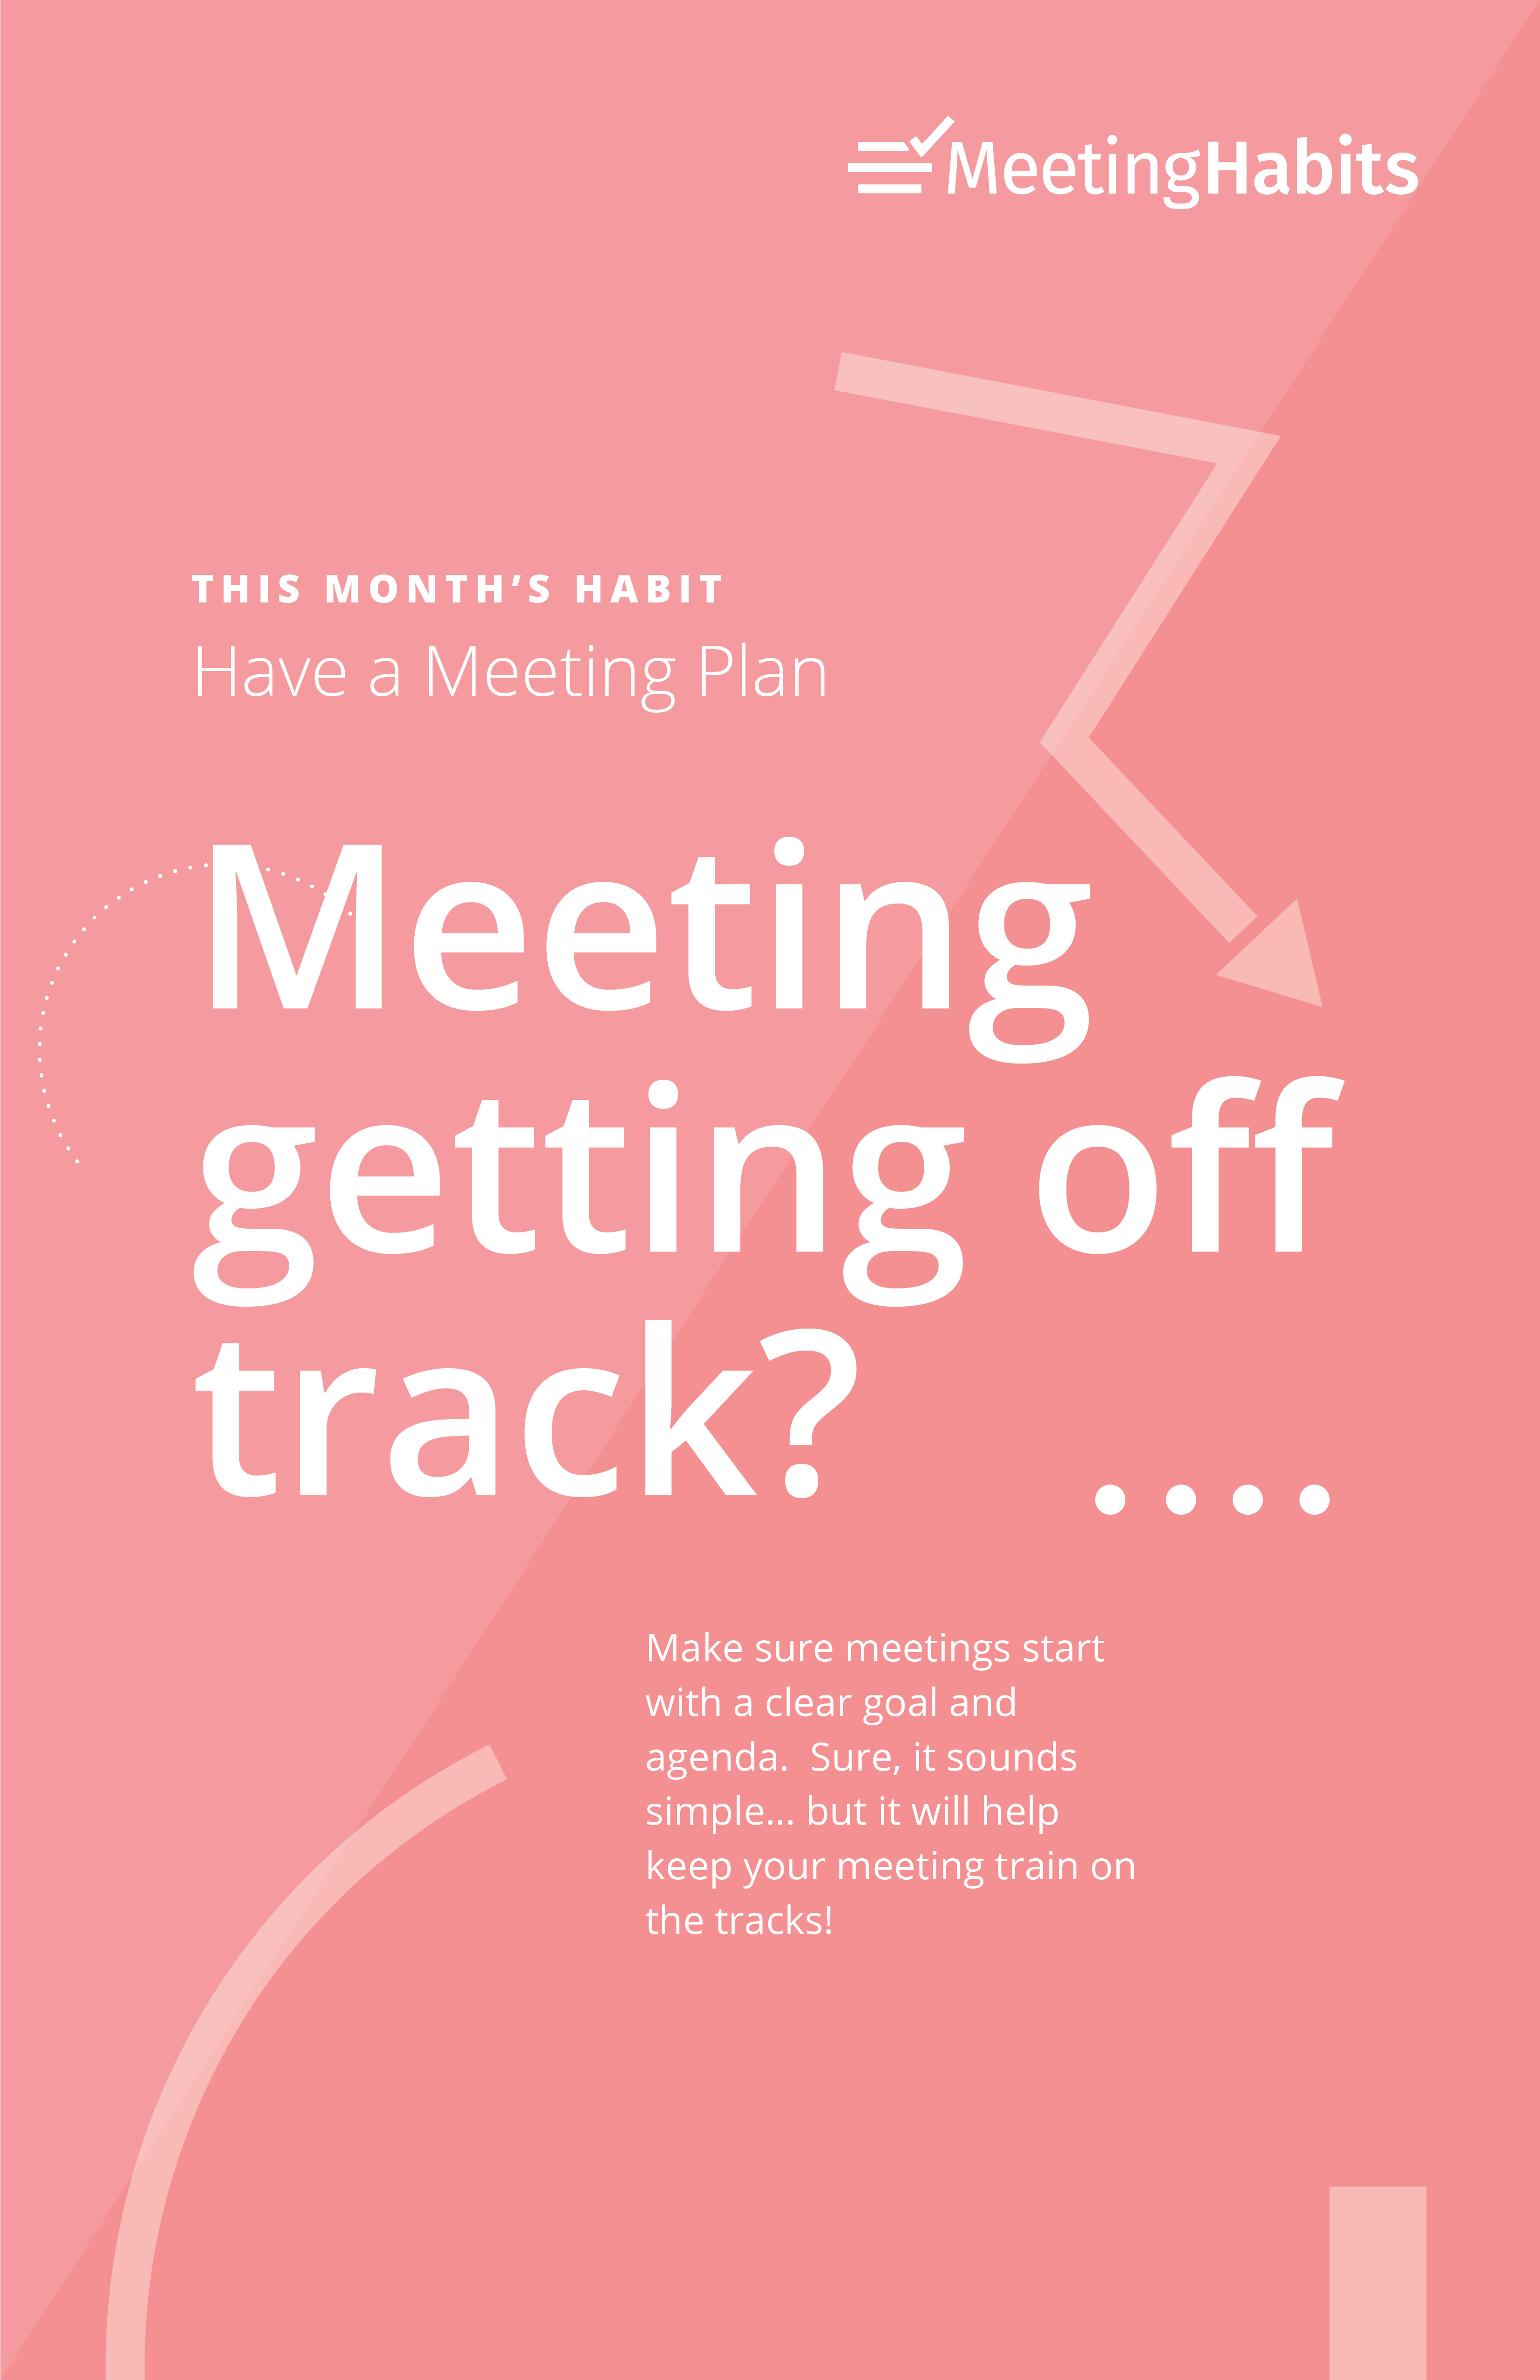 MeetingHabits
THIS MONTH’S HABIT
Have a Meeting Plan
Meeting
getting off
track?
Make sure meetings start
with a clear goal and
agenda.  Sure, it sounds
simple... but it will help
keep your meeting train on
the tracks!